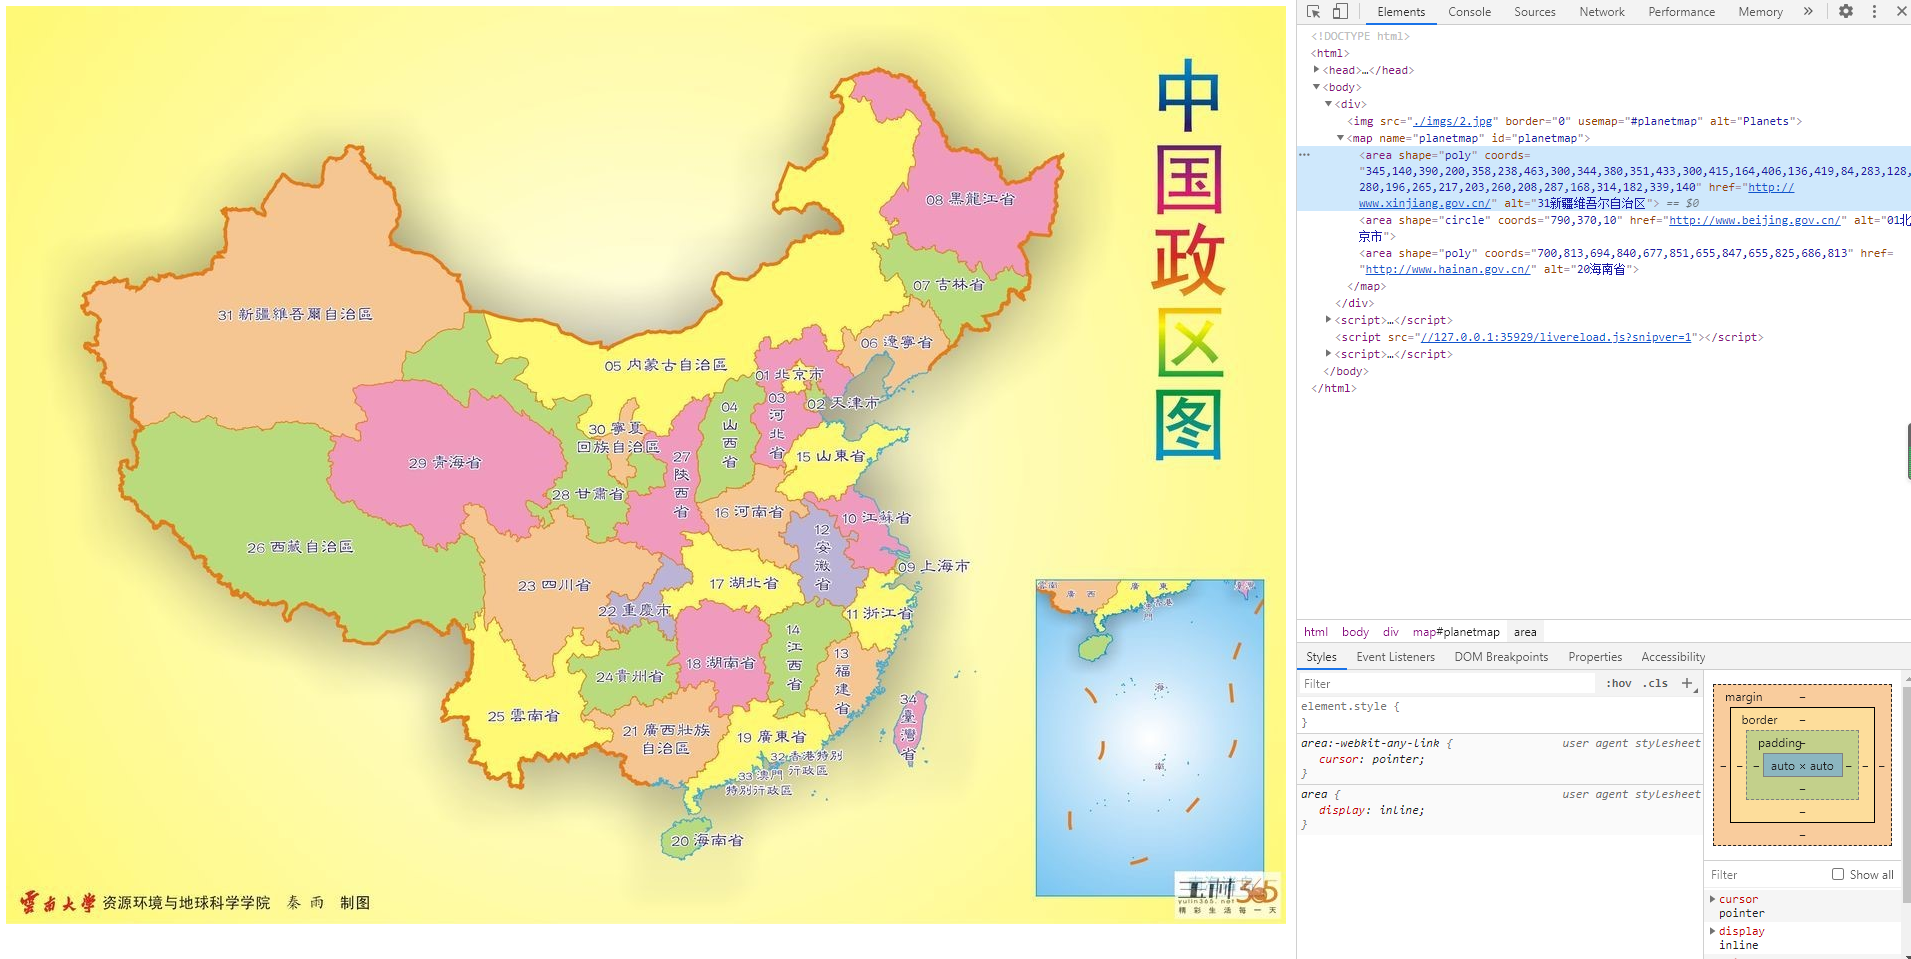 中
国
政
区
图
08 黑龍江省
07 吉林省
06 遼寧省
31 新疆維吾爾自治區
05 內蒙古自治區
01 北京市
02 天津市
03
河
北
省
04
山
西
省
30 寧夏
回族自治區
29 青海省
27
陝
西
省
15 山東省
28 甘肅省
16 河南省
10 江蘇省
12
安
徽
省
26 西藏自治區
09 上海市
23 四川省
17 湖北省
22 重慶市
11 浙江省
14
江
西
省
13
福
建
省
18 湖南省
24 貴州省
25 雲南省
21 廣西壯族
自治區
19 廣東省
32 香港特別
行政區
33 澳門
特別行政區
34
臺
灣
省
20 海南省
雲南
廣 西
廣 東
臺灣
香港
澳
門
海
南
玉林365
yulin365.net
精 彩 生 活 每 一 天
雲南大學 资源环境与地球科学学院 秦 雨 制图
Elements Console Sources Network Performance Memory »
<!DOCTYPE html>
<html>
<head>…</head>
<body>
<div>
<img src="./imgs/2.jpg" border="0" usemap="#planetmap" alt="Planets">
<map name="planetmap" id="planetmap">
<area shape="poly" coords=
"345,140,390,200,358,238,463,300,344,380,351,433,300,415,164,406,136,419,84,283,128,
280,196,265,217,203,260,208,287,168,314,182,339,140" href="http://
www.xinjiang.gov.cn/" alt="31新疆维吾尔自治区"> == $0
<area shape="circle" coords="790,370,10" href="http://www.beijing.gov.cn/" alt="01北
京市">
<area shape="poly" coords="700,813,694,840,677,851,655,847,655,825,686,813" href=
"http://www.hainan.gov.cn/" alt="20海南省">
</map>
</div>
<script>…</script>
<script src="//127.0.0.1:35929/livereload.js?snipver=1"></script>
<script>…</script>
</body>
</html>
html body div map#planetmap area
Styles Event Listeners DOM Breakpoints Properties Accessibility
Filter :hov .cls +
element.style {
}
area:-webkit-any-link { user agent stylesheet
cursor: pointer;
}
area { user agent stylesheet
display: inline;
}
margin –
border –
padding –
– – – auto × auto – – –
–
–
–
Filter Show all
cursor
pointer
display
inline